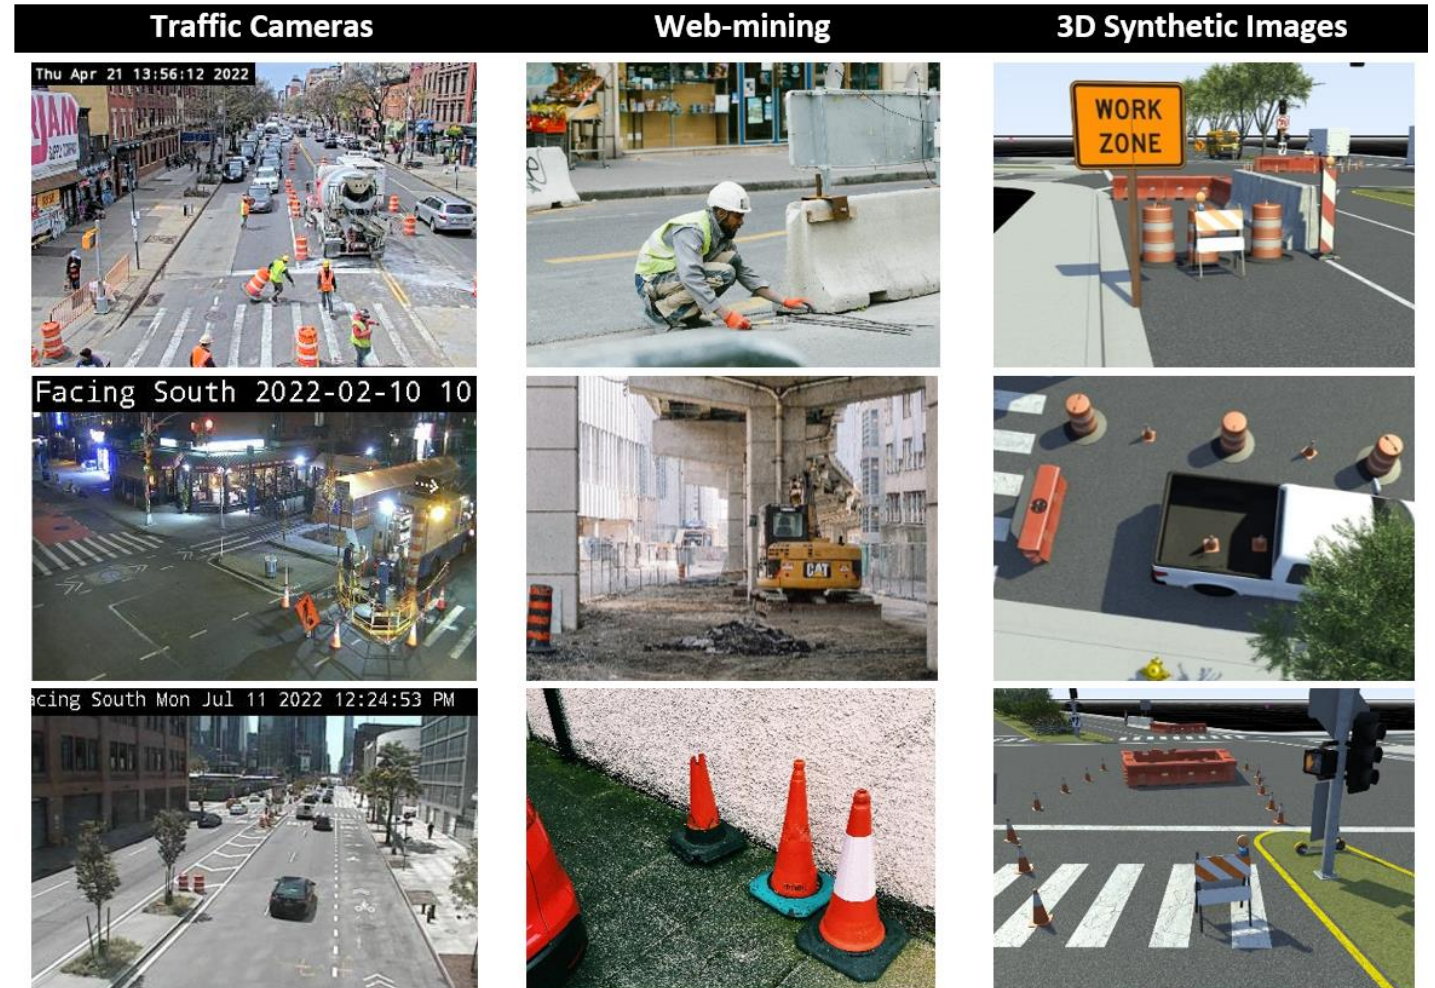 Traffic Cameras
Web-mining
3D Synthetic Images
Thu Apr 21 13:56:12 2022
WORK
ZONE
Facing South 2022-02-10 10
CAT
acing South Mon Jul 11 2022 12:24:53 PM